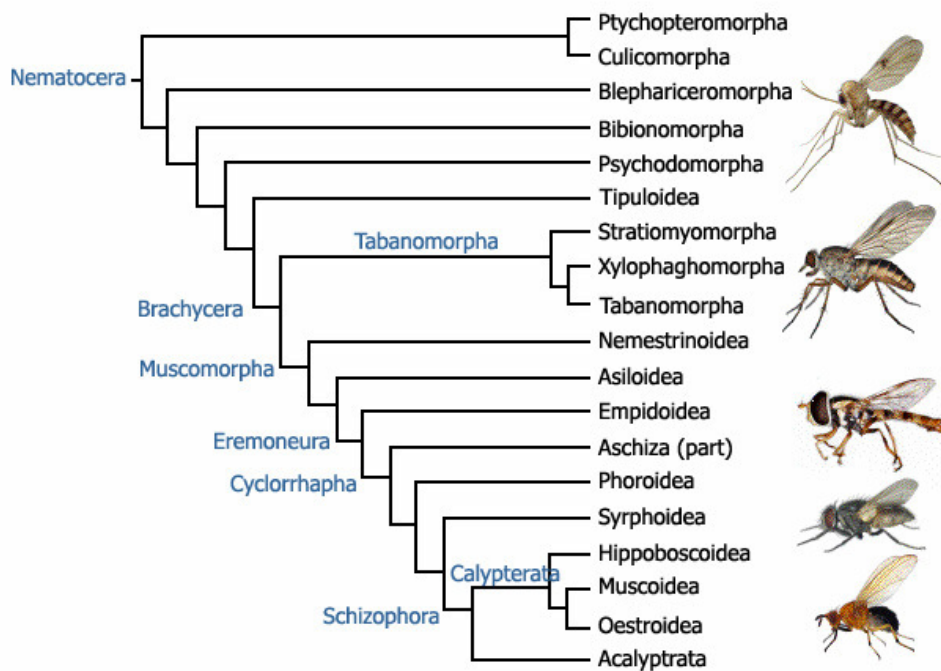 Ptychopteromorpha
Culicomorpha
Nematocera
Blephariceromorpha
Bibionomorpha
Psychodomorpha
Tipuloidea
Stratiomyomorpha
Tabanomorpha
Xylophaghomorpha
Tabanomorpha
Brachycera
Nemestrinoidea
Muscomorpha
Asiloidea
Empidoidea
Eremoneura
Aschiza (part)
Cyclorrhapha
Phoroidea
Syrphoidea
Hippoboscoidea
Calypterata
Muscoidea
Schizophora
Oestroidea
Acalyptrata